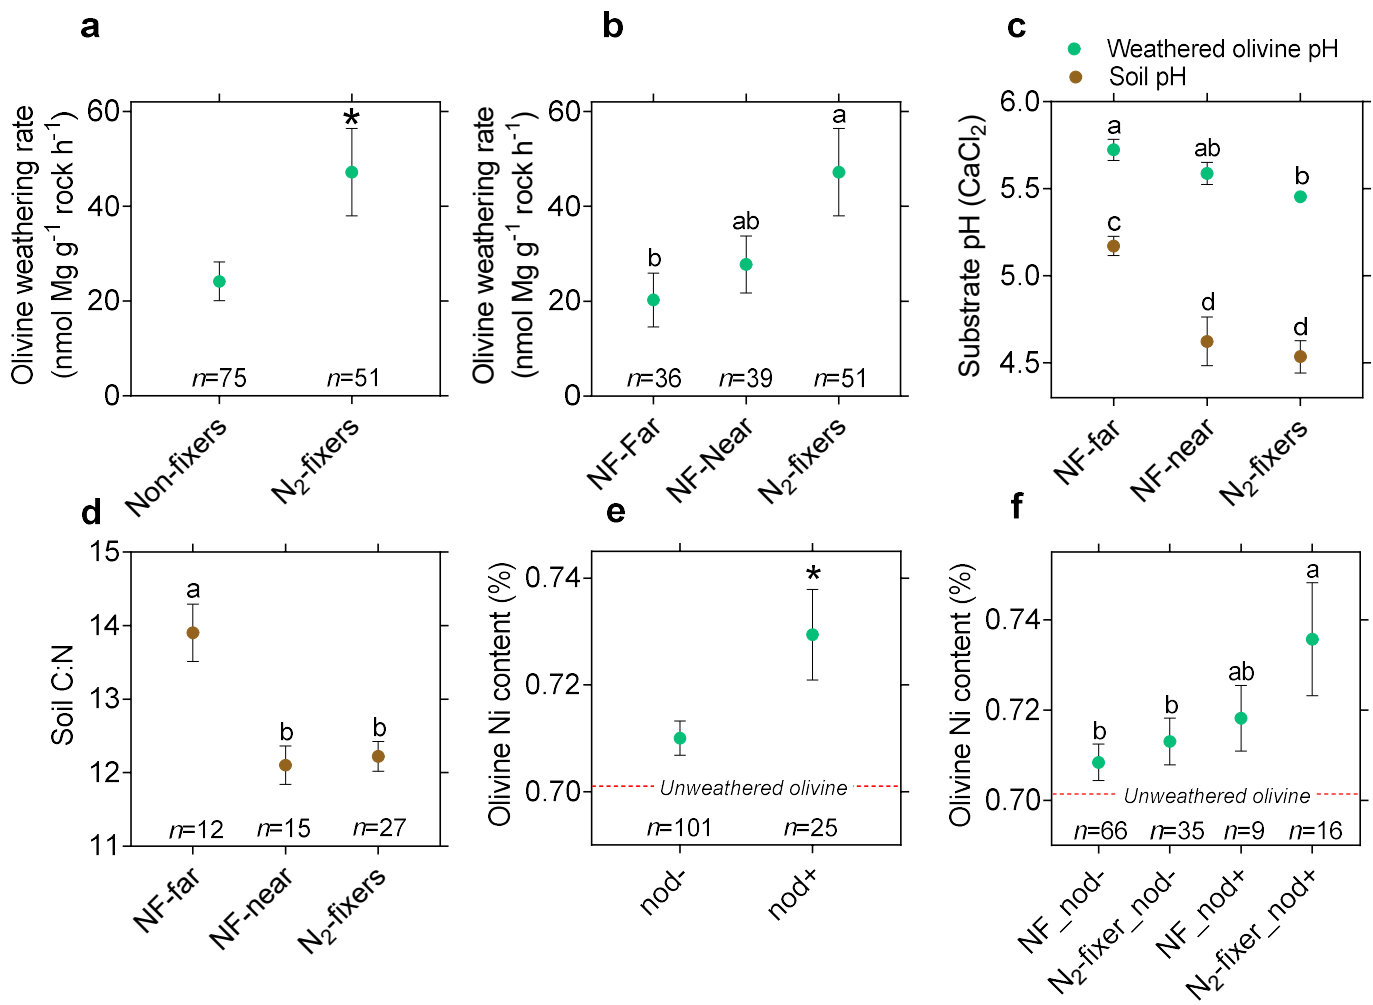 a
Olivine weathering rate
(nmol Mg g⁻¹ rock h⁻¹)
60
40
20
0
*
n=75
n=51
Non-fixers
N₂-fixers
b
Olivine weathering rate
(nmol Mg g⁻¹ rock h⁻¹)
60
40
20
0
b
ab
a
n=36
n=39
n=51
NF-Far
NF-Near
N₂-fixers
c
Weathered olivine pH
Soil pH
Substrate pH (CaCl₂)
6.0
5.5
5.0
4.5
a
ab
b
c
d
d
NF-far
NF-near
N₂-fixers
d
Soil C:N
15
14
13
12
11
a
b
b
n=12
n=15
n=27
NF-far
NF-near
N₂-fixers
e
Olivine Ni content (%)
0.74
0.72
0.70
*
Unweathered olivine
n=101
n=25
nod-
nod+
f
Olivine Ni content (%)
0.74
0.72
0.70
b
b
ab
a
Unweathered olivine
n=66
n=35
n=9
n=16
NF_nod-
N₂-fixer_nod-
NF_nod+
N₂-fixer_nod+